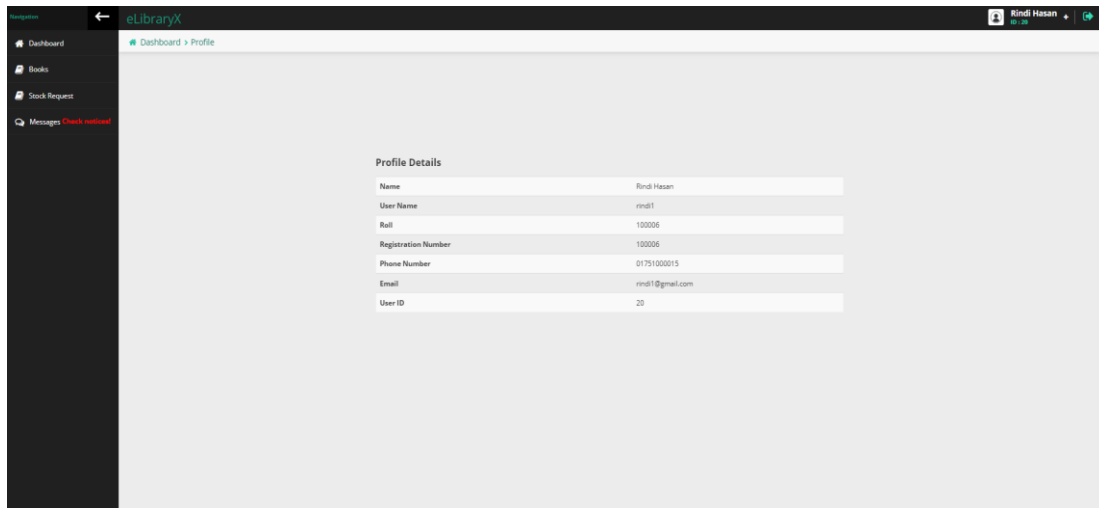 Navigation
eLibraryX
Rindi Hasan
ID : 20
Dashboard
Books
Stock Request
Messages Check notices!
Dashboard › Profile
Profile Details
Name Rindi Hasan
User Name rindi1
Roll 100006
Registration Number 100006
Phone Number 01751000015
Email rindi1@gmail.com
User ID 20